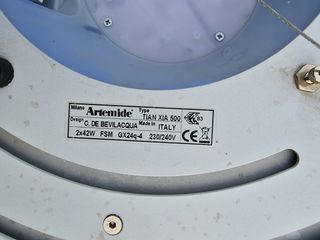 Milano Artemide® Type TIAN XIA 500 03
Design C. DE BEVILACQUA Made in ITALY
2x42W FSM GX24q-4 230/240V CE